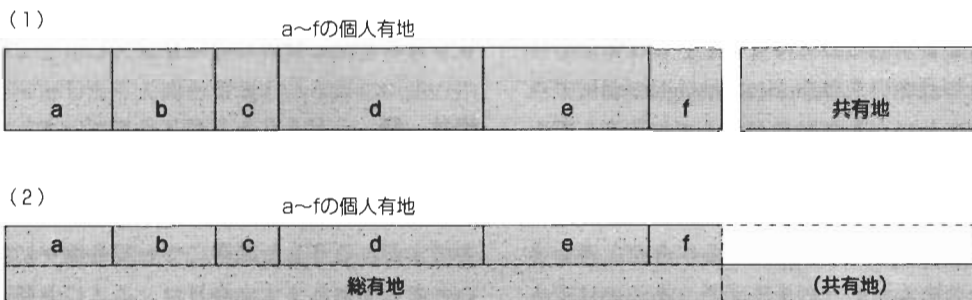 (1)
a~fの個人有地
a b c d e f 共有地
(2)
a~fの個人有地
a b c d e f
総有地 (共有地)